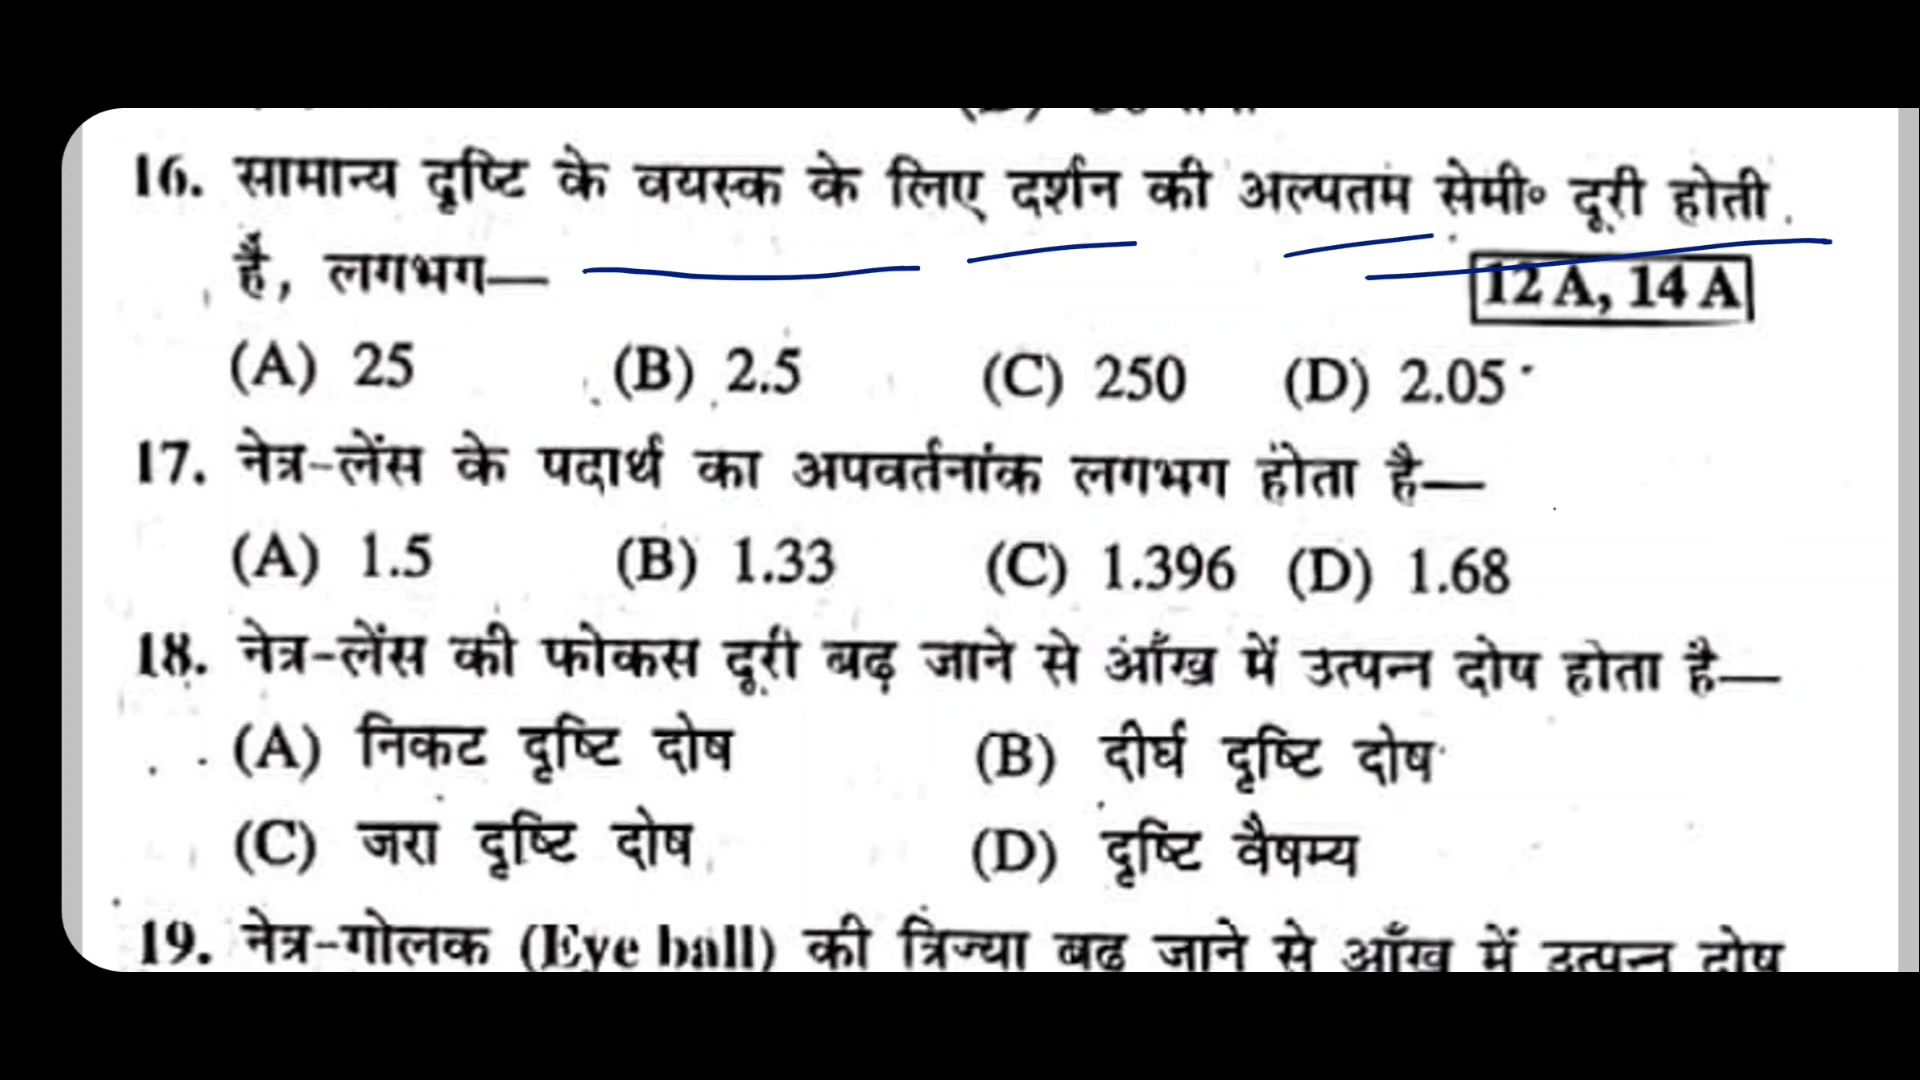 16. सामान्य दृष्टि के वयस्क के लिए दर्शन की अल्पतम सेमी० दूरी होती
है, लगभग—
12 A, 14 A
(A) 25 (B) 2.5 (C) 250 (D) 2.05
17. नेत्र-लेंस के पदार्थ का अपवर्तनांक लगभग होता है—
(A) 1.5 (B) 1.33 (C) 1.396 (D) 1.68
18. नेत्र-लेंस की फोकस दूरी बढ़ जाने से आँख में उत्पन्न दोष होता है—
(A) निकट दृष्टि दोष (B) दीर्घ दृष्टि दोष
(C) जरा दृष्टि दोष (D) दृष्टि वैषम्य
19. नेत्र-गोलक (Eye ball) की त्रिज्या बढ़ जाने से आँख में उत्पन्न दोष